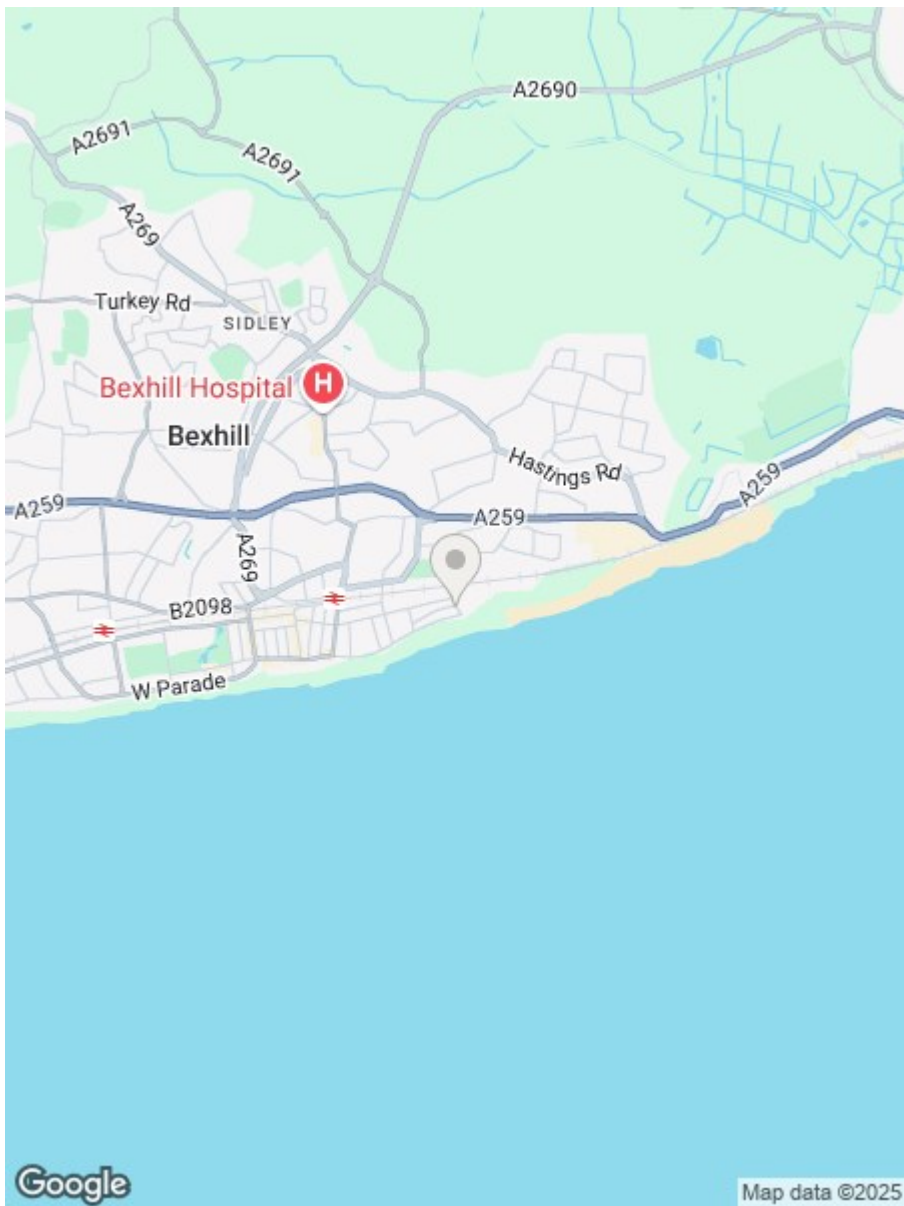 A2690
A2691
A2691
A269
Turkey Rd
SIDLEY
Bexhill Hospital
H
Bexhill
Hastings Rd
A259
A259
A259
A269
B2098
W Parade
Google
Map data ©2025